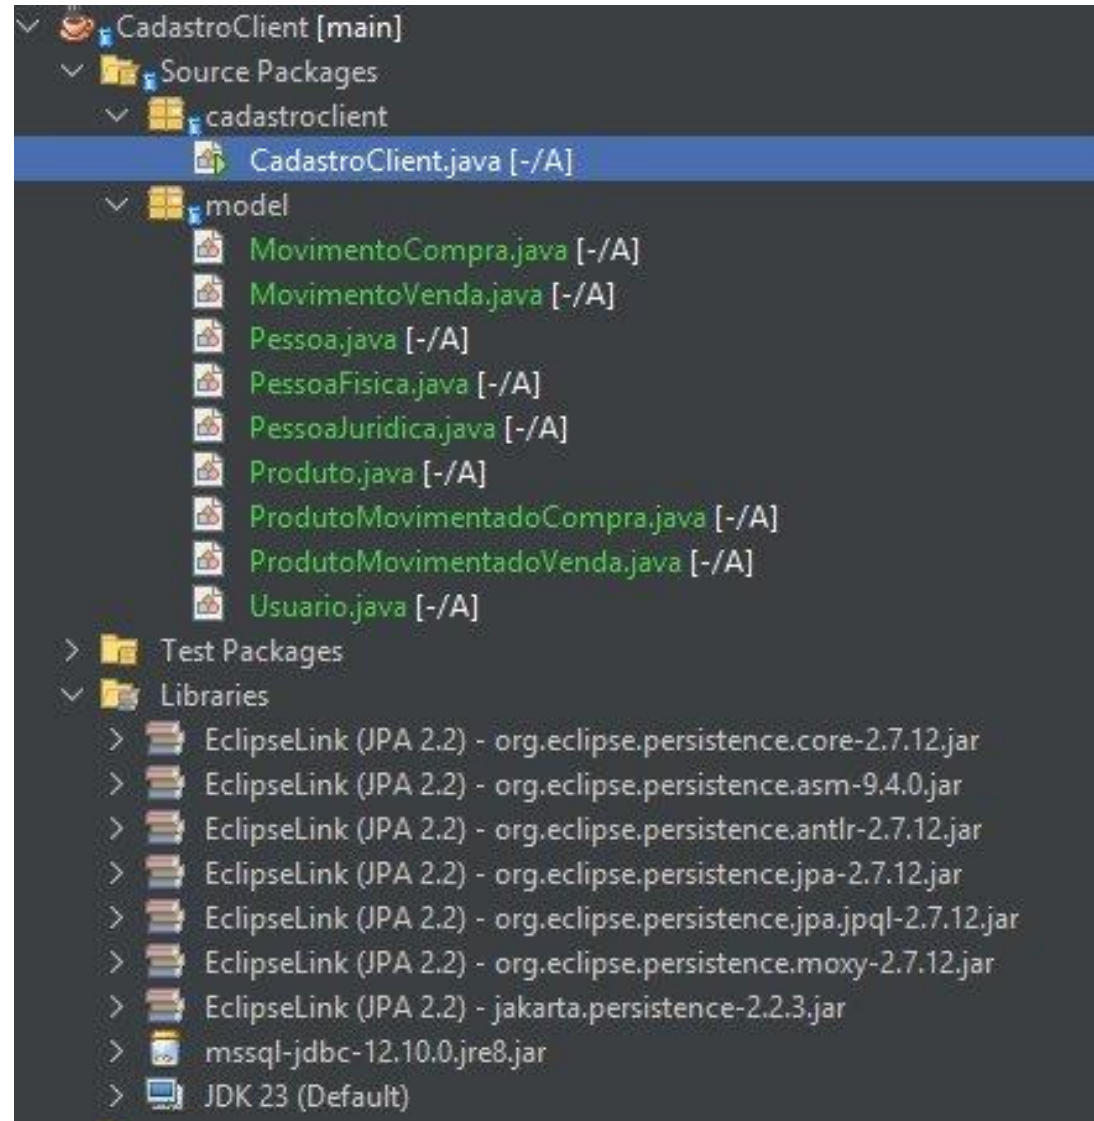 CadastroClient [main]
Source Packages
cadastroclient
CadastroClient.java [-/A]
model
MovimentoCompra.java [-/A]
MovimentoVenda.java [-/A]
Pessoa.java [-/A]
PessoaFisica.java [-/A]
PessoaJuridica.java [-/A]
Produto.java [-/A]
ProdutoMovimentadoCompra.java [-/A]
ProdutoMovimentadoVenda.java [-/A]
Usuario.java [-/A]
Test Packages
Libraries
EclipseLink (JPA 2.2) - org.eclipse.persistence.core-2.7.12.jar
EclipseLink (JPA 2.2) - org.eclipse.persistence.asm-9.4.0.jar
EclipseLink (JPA 2.2) - org.eclipse.persistence.antlr-2.7.12.jar
EclipseLink (JPA 2.2) - org.eclipse.persistence.jpa-2.7.12.jar
EclipseLink (JPA 2.2) - org.eclipse.persistence.jpa.jpql-2.7.12.jar
EclipseLink (JPA 2.2) - org.eclipse.persistence.moxy-2.7.12.jar
EclipseLink (JPA 2.2) - jakarta.persistence-2.2.3.jar
mssql-jdbc-12.10.0.jre8.jar
JDK 23 (Default)